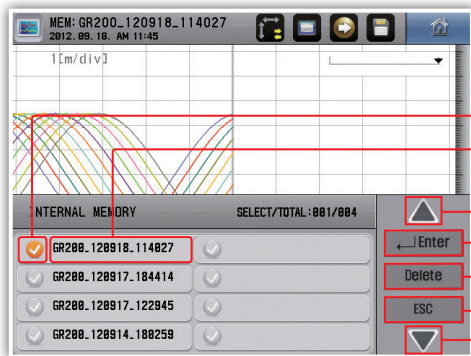 MEM:GR200_120918_114027
2012.09.18. AM 11:45
1[m/div]
INTERNAL MEMORY
SELECT/TOTAL:001/004
GR200_120918_114027
GR200_120917_184414
GR200_120917_122945
GR200_120914_180259
Enter
Delete
ESC